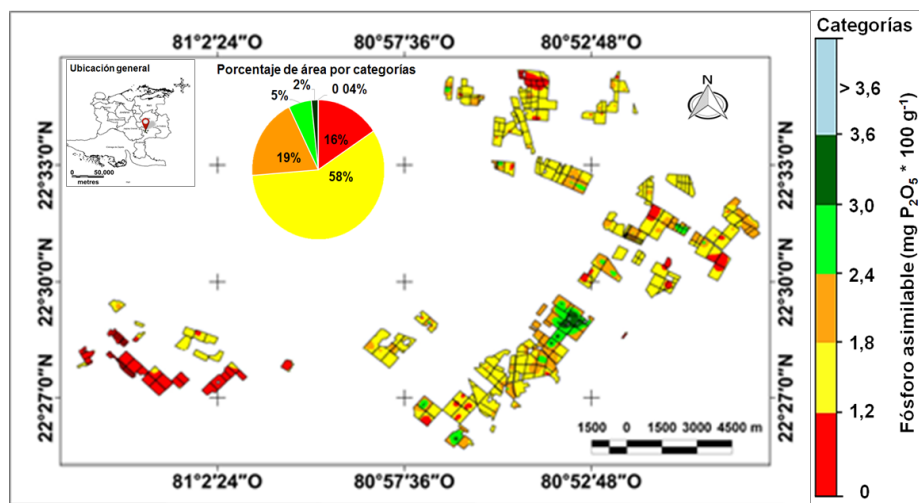 Categorías
81°2'24"O 80°57'36"O 80°52'48"O
Ubicación general
0 50,000
metres
Porcentaje de área por categorías
2%
0 04%
5%
16%
19%
58%
N
22°33'0"N
22°30'0"N
22°27'0"N
22°33'0"N
22°30'0"N
22°27'0"N
1500 0 1500 3000 4500 m
81°2'24"O 80°57'36"O 80°52'48"O
> 3,6
3,6
3,0
2,4
1,8
1,2
0
Fósforo asimilable (mg P₂O₅ * 100 g⁻¹)